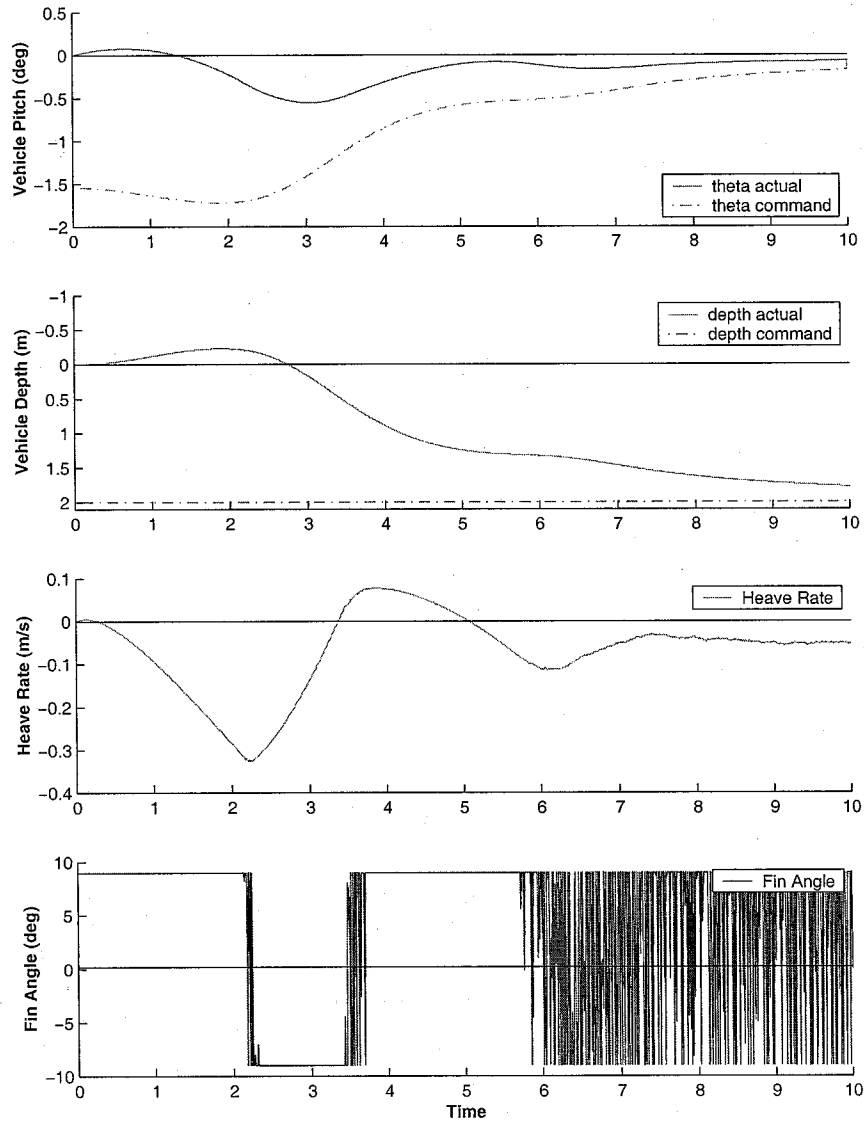 Vehicle Pitch (deg)
0.5
0
−0.5
−1
−1.5
−2
theta actual
theta command
0 1 2 3 4 5 6 7 8 9 10
Vehicle Depth (m)
−1
−0.5
0
0.5
1
1.5
2
depth actual
depth command
0 1 2 3 4 5 6 7 8 9 10
Heave Rate (m/s)
0.1
0
−0.1
−0.2
−0.3
−0.4
Heave Rate
0 1 2 3 4 5 6 7 8 9 10
Fin Angle (deg)
10
5
0
−5
−10
Fin Angle
0 1 2 3 4 5 6 7 8 9 10
Time